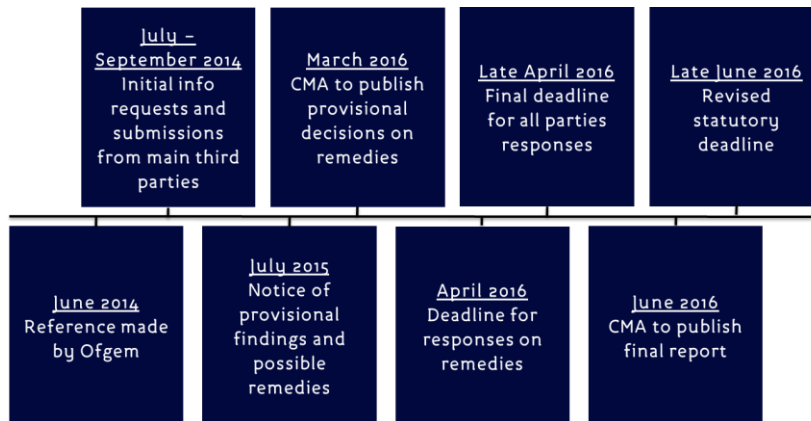 July –
September 2014
Initial info
requests and
submissions
from main third
parties
March 2016
CMA to publish
provisional
decisions on
remedies
Late April 2016
Final deadline
for all parties
responses
Late June 2016
Revised
statutory
deadline
June 2014
Reference made
by Ofgem
July 2015
Notice of
provisional
findings and
possible
remedies
April 2016
Deadline for
responses on
remedies
June 2016
CMA to publish
final report